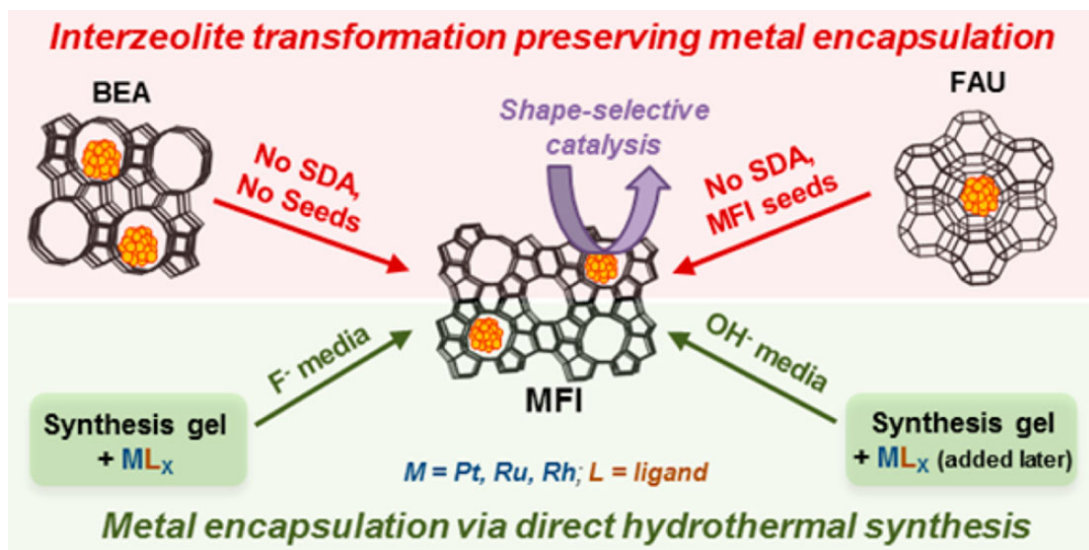 Interzeolite transformation preserving metal encapsulation
BEA
FAU
Shape-selective
catalysis
No SDA,
No Seeds
No SDA,
MFI seeds
F- media
OH- media
MFI
Synthesis gel
+ MLX
Synthesis gel
+ MLX (added later)
M = Pt, Ru, Rh; L = ligand
Metal encapsulation via direct hydrothermal synthesis